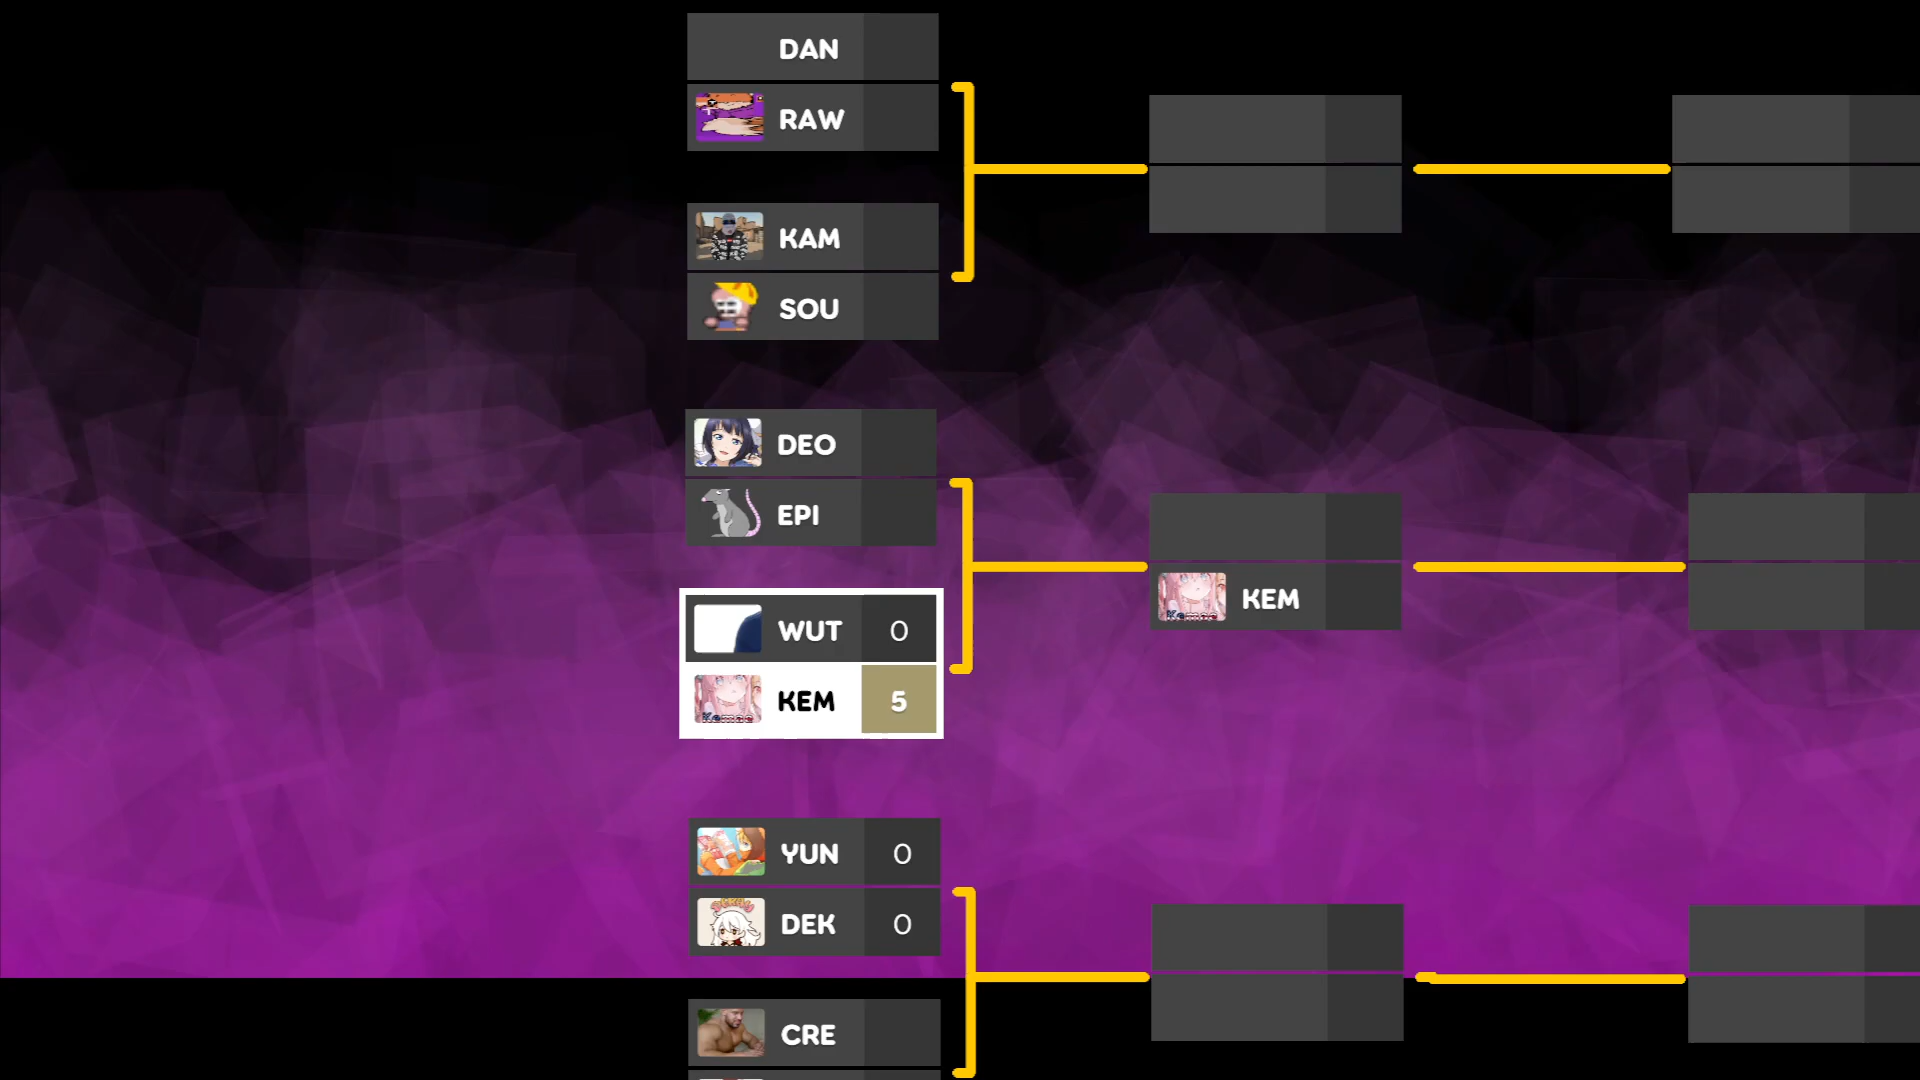 DAN
RAW
KAM
SOU
DEO
EPI
WUT 0
KEM 5
KEM
YUN 0
DEK 0
CRE